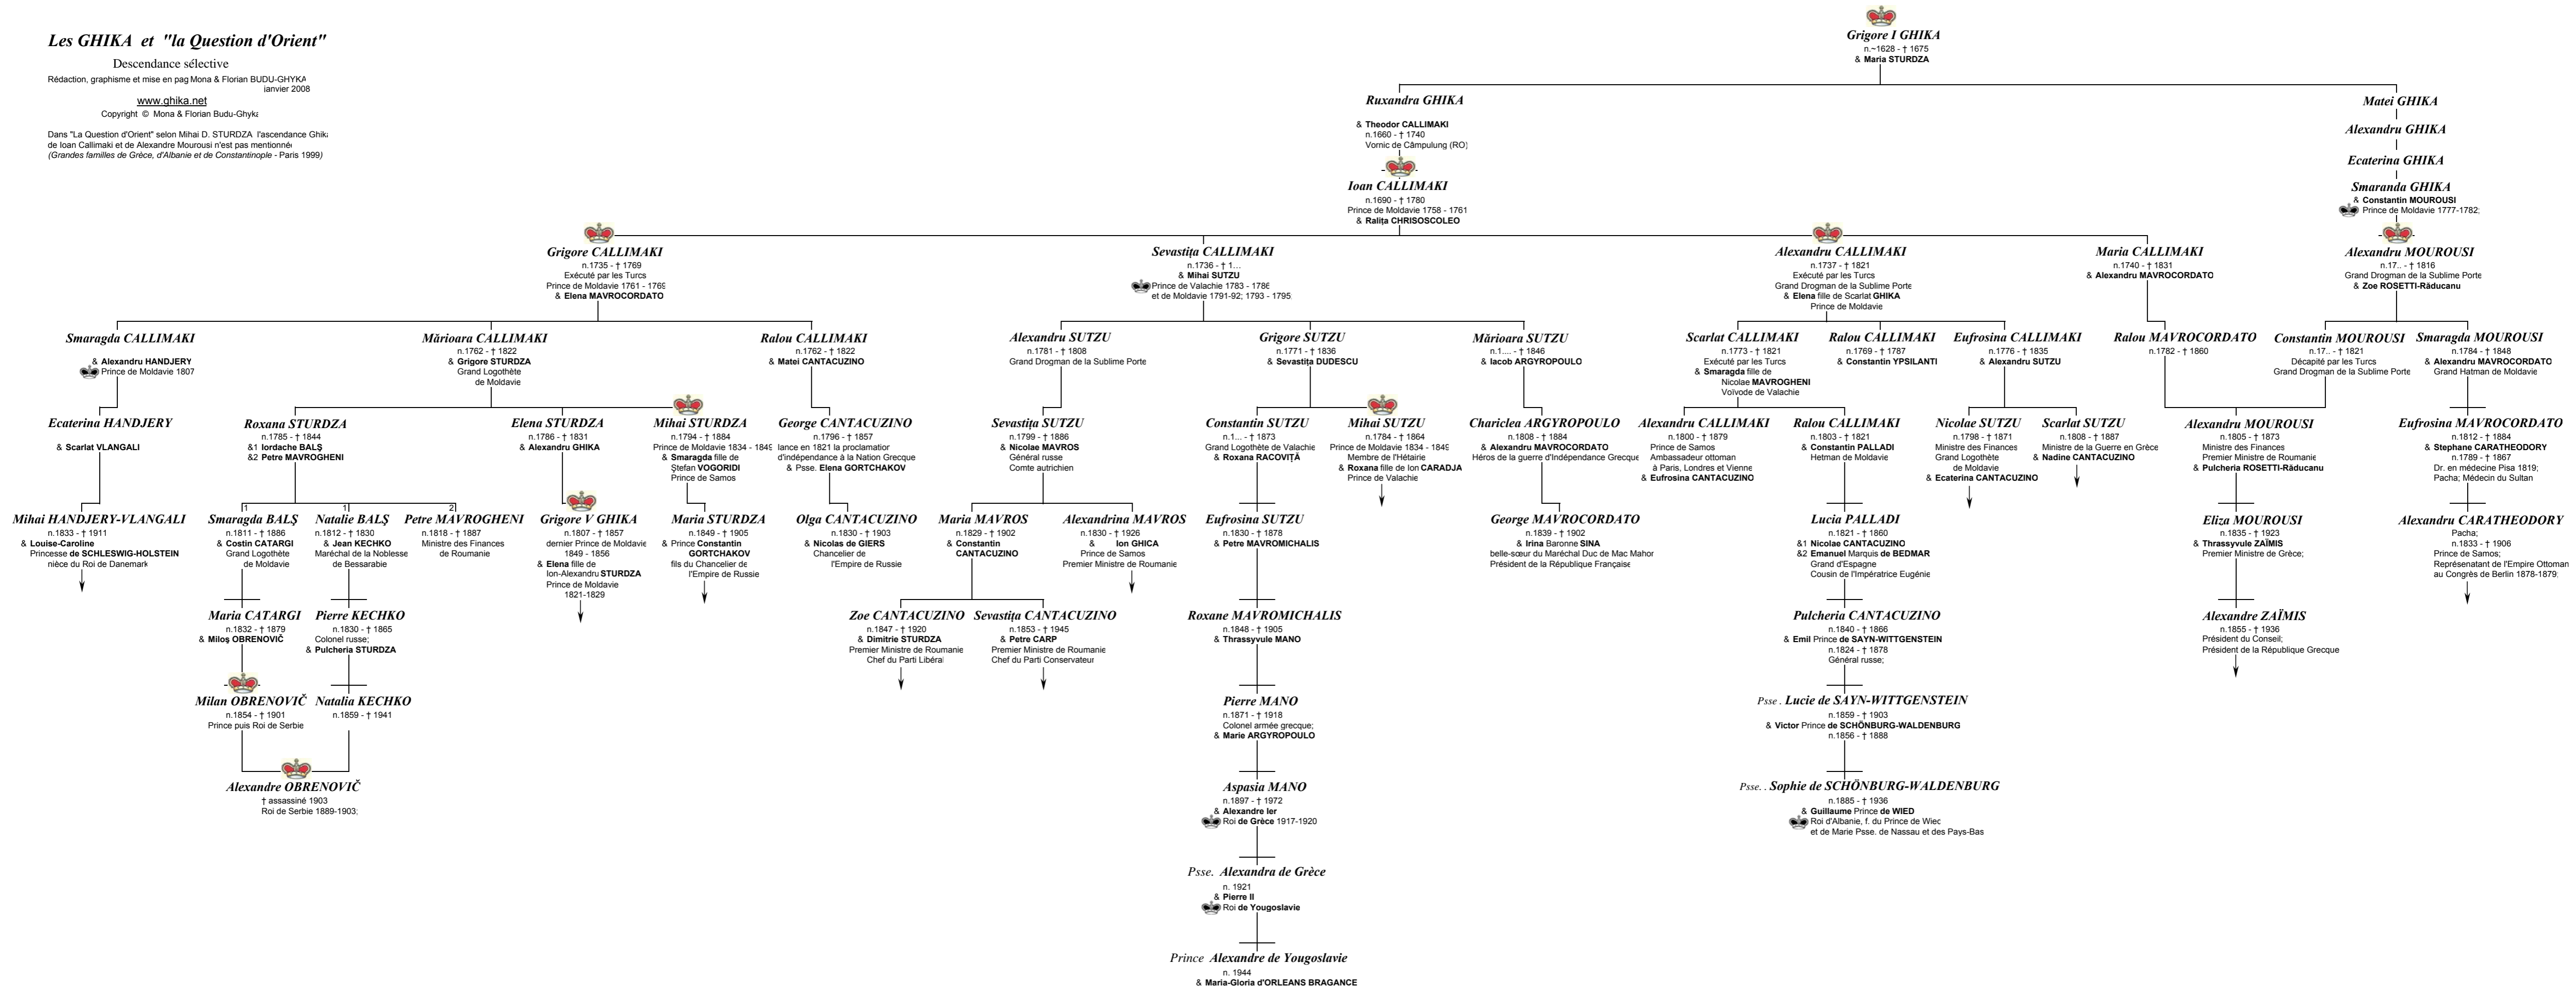 Les GHIKA et "la Question d'Orient"
Descendance sélective
Rédaction, graphisme et mise en pag Mona & Florian BUDU-GHYKA
janvier 2008
www.ghika.net
Copyright © Mona & Florian Budu-Ghyka
Dans "La Question d'Orient" selon Mihai D. STURDZA l'ascendance Ghika
de Ioan Callimaki et de Alexandre Mourousi n'est pas mentionnée
(Grandes familles de Grèce, d'Albanie et de Constantinople - Paris 1999)
Grigore I GHIKA
n.~1628 - † 1675
& Maria STURDZA
Ruxandra GHIKA
& Theodor CALLIMAKI
n.1660 - † 1740
Vornic de Câmpulung (RO)
Matei GHIKA
Alexandru GHIKA
Ecaterina GHIKA
Smaranda GHIKA
& Constantin MOUROUSI
Prince de Moldavie 1777-1782;
Ioan CALLIMAKI
n.1690 - † 1780
Prince de Moldavie 1758 - 1761
& Ralița CHRISOSCOLEO
Grigore CALLIMAKI
n.1735 - † 1769
Exécuté par les Turcs
Prince de Moldavie 1761 - 1769
& Elena MAVROCORDATO
Sevastița CALLIMAKI
n.1736 - † 1...
& Mihai SUTZU
Prince de Valachie 1783 - 1786
et de Moldavie 1791-92; 1793 - 1795
Alexandru CALLIMAKI
n.1737 - † 1821
Exécuté par les Turcs
Grand Drogman de la Sublime Porte
& Elena fille de Scarlat GHIKA
Prince de Moldavie
Maria CALLIMAKI
n.1740 - † 1831
& Alexandru MAVROCORDATO
Alexandru MOUROUSI
n.17.. - † 1816
Grand Drogman de la Sublime Porte
& Zoe ROSETTI-Răducanu
Smaragda CALLIMAKI
& Alexandru HANDJERY
Prince de Moldavie 1807
Mărioara CALLIMAKI
n.1762 - † 1822
& Grigore STURDZA
Grand Logothète
de Moldavie
Ralou CALLIMAKI
n.1762 - † 1822
& Matei CANTACUZINO
Alexandru SUTZU
n.1781 - † 1808
Grand Drogman de la Sublime Porte
Grigore SUTZU
n.1771 - † 1836
& Sevastița DUDESCU
Mărioara SUTZU
n.1.... - † 1846
& Iacob ARGYROPOULO
Scarlat CALLIMAKI
n.1773 - † 1821
Exécuté par les Turcs
& Smaragda fille de
Nicolae MAVROGHENI
Voïvode de Valachie
Ralou CALLIMAKI
n.1769 - † 1787
& Constantin YPSILANTI
Eufrosina CALLIMAKI
n.1776 - † 1835
& Alexandru SUTZU
Ralou MAVROCORDATO
n.1782 - † 1860
Constantin MOUROUSI
n.17.. - † 1821
Décapité par les Turcs
Grand Drogman de la Sublime Porte
Smaragda MOUROUSI
n.1784 - † 1848
& Alexandru MAVROCORDATO
Grand Hatman de Moldavie
Ecaterina HANDJERY
& Scarlat VLANGALI
Roxana STURDZA
n.1785 - † 1844
&1 Iordache BALȘ
&2 Petre MAVROGHENI
Elena STURDZA
n.1786 - † 1831
& Alexandru GHIKA
Mihai STURDZA
n.1794 - † 1884
Prince de Moldavie 1834 - 1849
& Smaragda fille de
Ștefan VOGORIDI
Prince de Samos
George CANTACUZINO
n.1796 - † 1857
lance en 1821 la proclamation
d'indépendance à la Nation Grecque
& Psse. Elena GORTCHAKOV
Sevastița SUTZU
n.1799 - † 1886
& Nicolae MAVROS
Général russe
Comte autrichien
Constantin SUTZU
n.1... - † 1873
Grand Logothète de Valachie
& Roxana RACOVIȚĂ
Mihai SUTZU
n.1784 - † 1864
Prince de Moldavie 1834 - 1849
Membre de l'Hétairie
& Roxana fille de Ion CARADJA
Prince de Valachie
Chariclea ARGYROPOULO
n.1808 - † 1884
& Alexandru MAVROCORDATO
Héros de la guerre d'Indépendance Grecque
Alexandru CALLIMAKI
n.1800 - † 1879
Prince de Samos
Ambassadeur ottoman
à Paris, Londres et Vienne
& Eufrosina CANTACUZINO
Ralou CALLIMAKI
n.1803 - † 1821
& Constantin PALLADI
Hetman de Moldavie
Nicolae SUTZU
n.1798 - † 1871
Ministre des Finances
Grand Logothète
de Moldavie
& Ecaterina CANTACUZINO
Scarlat SUTZU
n.1808 - † 1887
Ministre de la Guerre en Grèce
& Nadine CANTACUZINO
Alexandru MOUROUSI
n.1805 - † 1873
Ministre des Finances
Premier Ministre de Roumanie
& Pulcheria ROSETTI-Răducanu
Eufrosina MAVROCORDATO
n.1812 - † 1884
& Stephane CARATHEODORY
n.1789 - † 1867
Dr. en médecine Pisa 1819;
Pacha; Médecin du Sultan
1 1 2
Mihai HANDJERY-VLANGALI
n.1833 - † 1911
& Louise-Caroline
Princesse de SCHLESWIG-HOLSTEIN
nièce du Roi de Danemark
Smaragda BALȘ
n.1811 - † 1886
& Costin CATARGI
Grand Logothète
de Moldavie
Natalie BALȘ
n.1812 - † 1830
& Jean KECHKO
Maréchal de la Noblesse
de Bessarabie
Petre MAVROGHENI
n.1818 - † 1887
Ministre des Finances
de Roumanie
Grigore V GHIKA
n.1807 - † 1857
dernier Prince de Moldavie
1849 - 1856
& Elena fille de
Ion-Alexandru STURDZA
Prince de Moldavie
1821-1829
Maria STURDZA
n.1849 - † 1905
& Prince Constantin
GORTCHAKOV
fils du Chancelier de
l'Empire de Russie
Olga CANTACUZINO
n.1830 - † 1903
& Nicolas de GIERS
Chancelier de
l'Empire de Russie
Maria MAVROS
n.1829 - † 1902
& Constantin
CANTACUZINO
Alexandrina MAVROS
n.1830 - † 1926
& Ion GHICA
Prince de Samos
Premier Ministre de Roumanie
Eufrosina SUTZU
n.1830 - † 1878
& Petre MAVROMICHALIS
George MAVROCORDATO
n.1839 - † 1902
& Irina Baronne SINA
belle-sœur du Maréchal Duc de Mac Mahon
Président de la République Française
Lucia PALLADI
n.1821 - † 1860
&1 Nicolae CANTACUZINO
&2 Emanuel Marquis de BEDMAR
Grand d'Espagne
Cousin de l'Impératrice Eugénie
Eliza MOUROUSI
n.1835 - † 1923
& Thrassyvule ZAÏMIS
Premier Ministre de Grèce;
Alexandru CARATHEODORY
Pacha;
n.1833 - † 1906
Prince de Samos;
Représenatant de l'Empire Ottoman
au Congrès de Berlin 1878-1879;
Maria CATARGI
n.1832 - † 1879
& Miloș OBRENOVIČ
Pierre KECHKO
n.1830 - † 1865
Colonel russe;
& Pulcheria STURDZA
Zoe CANTACUZINO
n.1847 - † 1920
& Dimitrie STURDZA
Premier Ministre de Roumanie
Chef du Parti Libéral
Sevastița CANTACUZINO
n.1853 - † 1945
& Petre CARP
Premier Ministre de Roumanie
Chef du Parti Conservateur
Roxane MAVROMICHALIS
n.1848 - † 1905
& Thrassyvule MANO
Pulcheria CANTACUZINO
n.1840 - † 1866
& Emil Prince de SAYN-WITTGENSTEIN
n.1824 - † 1878
Général russe;
Alexandre ZAÏMIS
n.1855 - † 1936
Président du Conseil;
Président de la République Grecque
Milan OBRENOVIČ
n.1854 - † 1901
Prince puis Roi de Serbie
Natalia KECHKO
n.1859 - † 1941
Pierre MANO
n.1871 - † 1918
Colonel armée grecque;
& Marie ARGYROPOULO
Psse . Lucie de SAYN-WITTGENSTEIN
n.1859 - † 1903
& Victor Prince de SCHÖNBURG-WALDENBURG
n.1856 - † 1888
Alexandre OBRENOVIČ
† assassiné 1903
Roi de Serbie 1889-1903;
Aspasia MANO
n.1897 - † 1972
& Alexandre Ier
Roi de Grèce 1917-1920
Psse. . Sophie de SCHÖNBURG-WALDENBURG
n.1885 - † 1936
& Guillaume Prince de WIED
Roi d'Albanie, f. du Prince de Wied
et de Marie Psse. de Nassau et des Pays-Bas
Psse. Alexandra de Grèce
n. 1921
& Pierre II
Roi de Yougoslavie
Prince Alexandre de Yougoslavie
n. 1944
& Maria-Gloria d'ORLEANS BRAGANCE